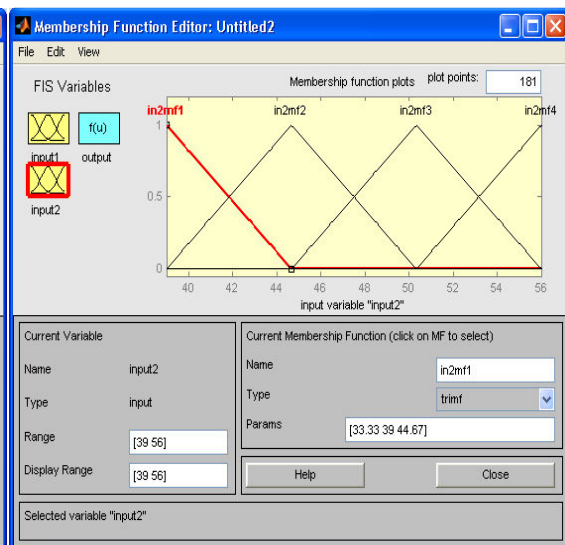 Membership Function Editor: Untitled2
File Edit View
FIS Variables
Membership function plots plot points: 181
f(u)
input1 output
input2
in2mf1 in2mf2 in2mf3 in2mf4
1
0.5
0
40 42 44 46 48 50 52 54 56
input variable "input2"
Current Variable
Name input2
Type input
Range [39 56]
Display Range [39 56]
Current Membership Function (click on MF to select)
Name in2mf1
Type trimf
Params [33.33 39 44.67]
Help Close
Selected variable "input2"